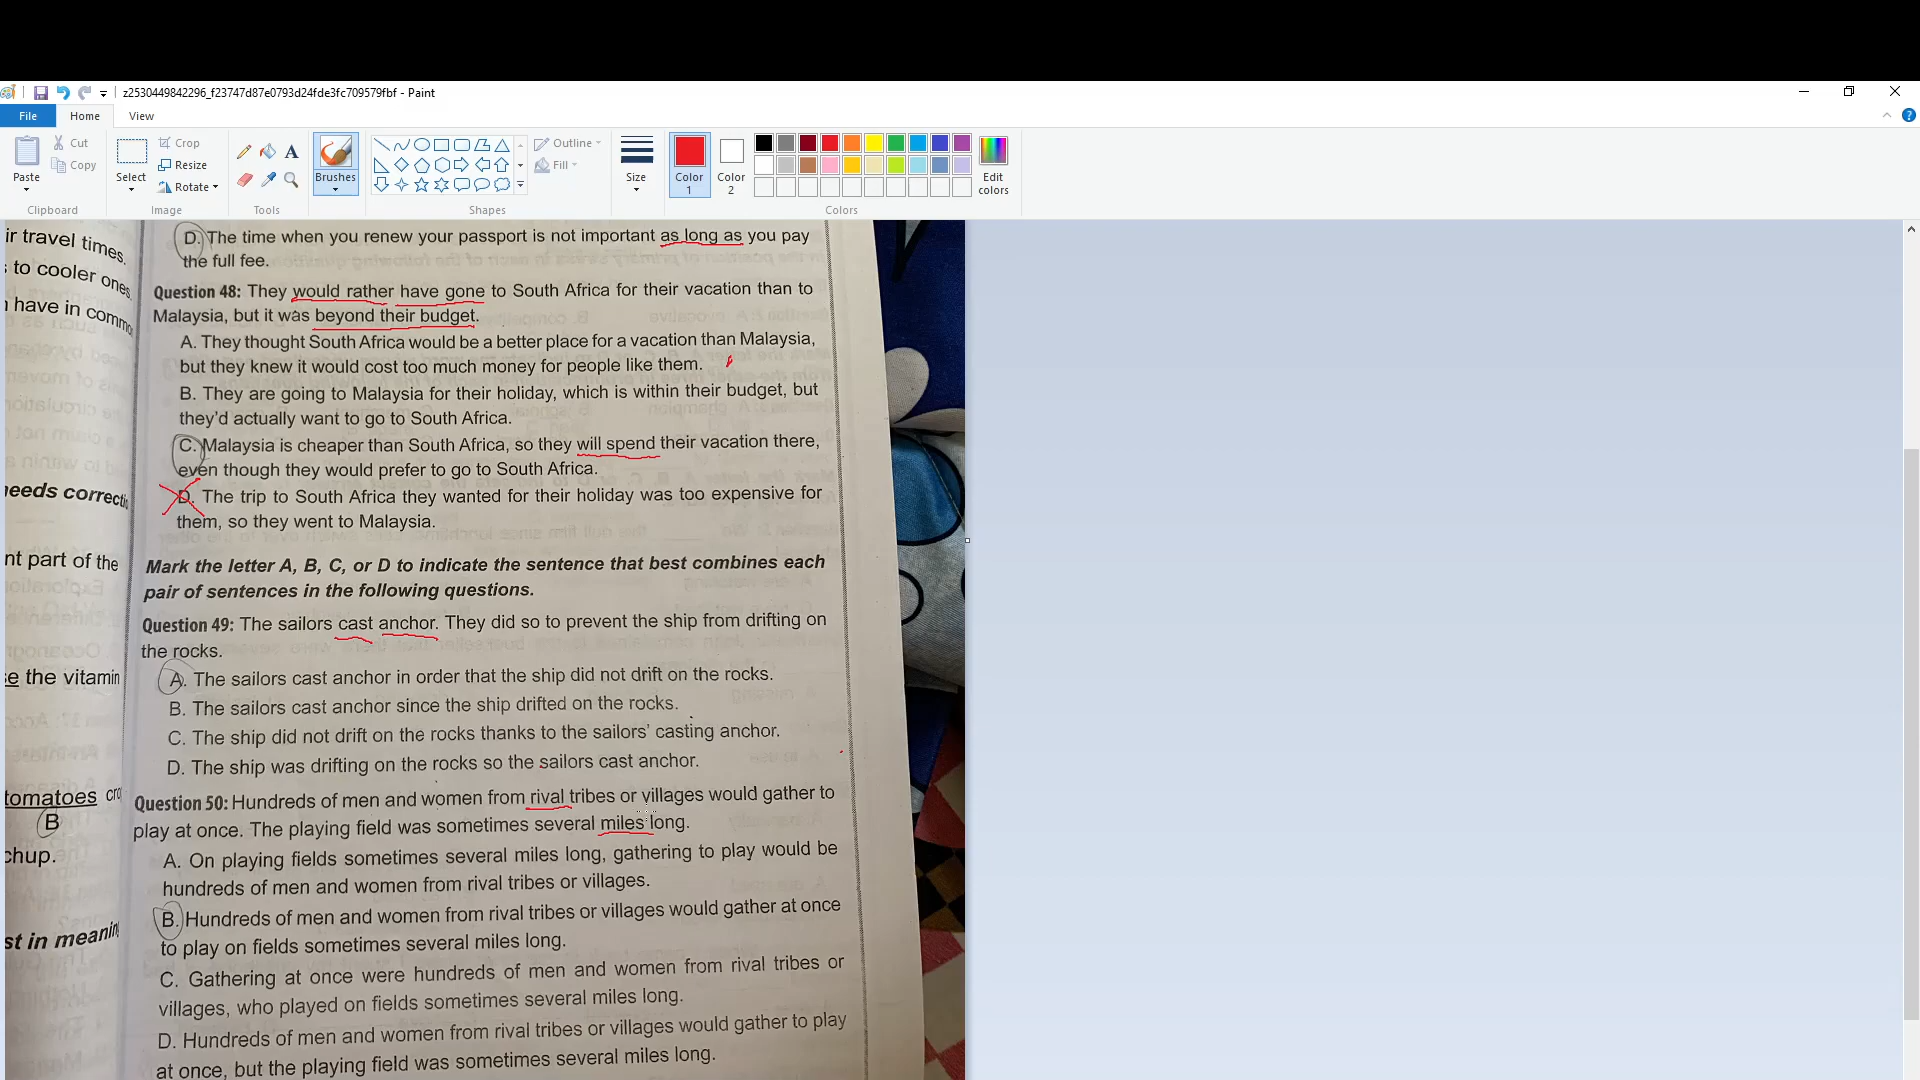 z2530449842296_f23747d87e0793d24fde3fc709579fbf - Paint
File Home View
Paste
Cut
Copy
Clipboard
Select
Crop
Resize
Rotate
Image
Tools
Brushes
Shapes
Outline
Fill
Size
Color 1
Color 2
Edit colors
Colors
ir travel times.
to cooler ones.
have in
needs
nt part of the
se the vitamin
tomatoes
B
chup.
st in meaning
D. The time when you renew your passport is not important as long as you pay
the full fee.
Question 48: They would rather have gone to South Africa for their vacation than to
Malaysia, but it was beyond their budget.
A. They thought South Africa would be a better place for a vacation than Malaysia,
but they knew it would cost too much money for people like them.
B. They are going to Malaysia for their holiday, which is within their budget, but
they'd actually want to go to South Africa.
C. Malaysia is cheaper than South Africa, so they will spend their vacation there,
even though they would prefer to go to South Africa.
D. The trip to South Africa they wanted for their holiday was too expensive for
them, so they went to Malaysia.
Mark the letter A, B, C, or D to indicate the sentence that best combines each
pair of sentences in the following questions.
Question 49: The sailors cast anchor. They did so to prevent the ship from drifting on
the rocks.
A. The sailors cast anchor in order that the ship did not drift on the rocks.
B. The sailors cast anchor since the ship drifted on the rocks.
C. The ship did not drift on the rocks thanks to the sailors' casting anchor.
D. The ship was drifting on the rocks so the sailors cast anchor.
Question 50: Hundreds of men and women from rival tribes or villages would gather to
play at once. The playing field was sometimes several miles long.
A. On playing fields sometimes several miles long, gathering to play would be
hundreds of men and women from rival tribes or villages.
B. Hundreds of men and women from rival tribes or villages would gather at once
to play on fields sometimes several miles long.
C. Gathering at once were hundreds of men and women from rival tribes or
villages, who played on fields sometimes several miles long.
D. Hundreds of men and women from rival tribes or villages would gather to play
at once, but the playing field was sometimes several miles long.